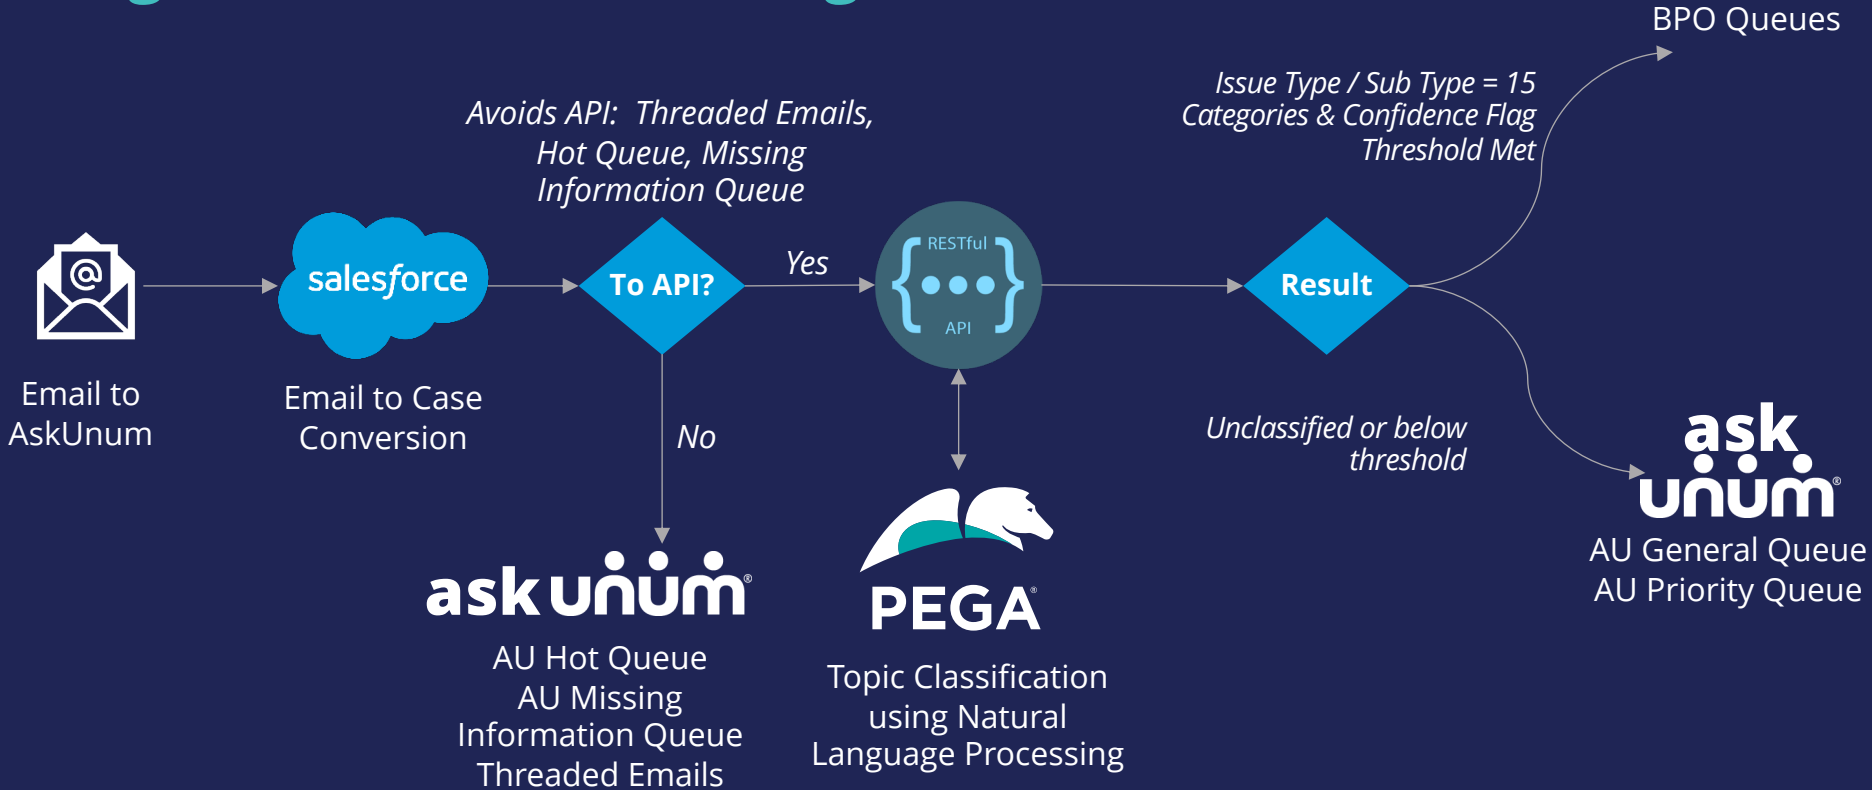 BPO Queues
Issue Type / Sub Type = 15
Categories & Confidence Flag
Threshold Met
Avoids API: Threaded Emails,
Hot Queue, Missing
Information Queue
@
salesforce
To API?
Yes
RESTful
{...}
API
Result
Email to
AskUnum
Email to Case
Conversion
No
Unclassified or below
threshold
ask
unum®
AU General Queue
AU Priority Queue
ask unum®
AU Hot Queue
AU Missing
Information Queue
Threaded Emails
PEGA®
Topic Classification
using Natural
Language Processing